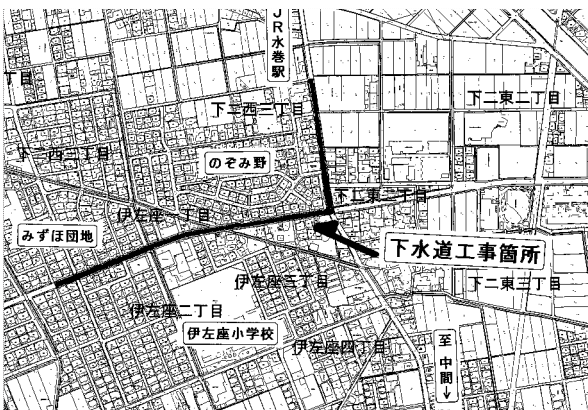 JR水巻駅
下二西三丁目
下二東二丁目
丁目
下二西三丁目
のぞみ野
下二東二丁目
伊左座一丁目
みずほ団地
下水道工事箇所
伊左座三丁目
下二東三丁目
伊左座二丁目
伊左座小学校
伊左座四丁目
至中間↓